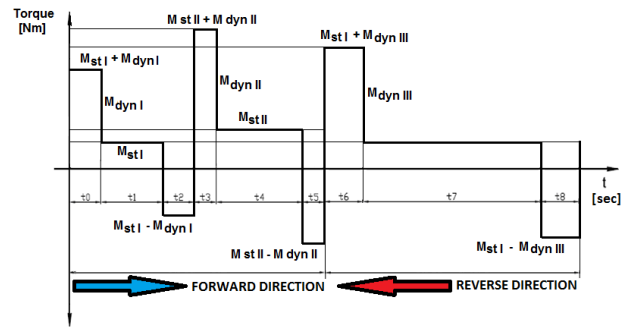 Torque
[Nm]
M st II + M dyn II
M st I + M dyn III
M st I + M dyn I
M dyn I
M dyn II
M dyn III
M st I
M st II
t0 t1 t2 t3 t4 t5 t6 t7 t8
t
[sec]
M st I - M dyn I
M st II - M dyn II
M st I - M dyn III
FORWARD DIRECTION
REVERSE DIRECTION